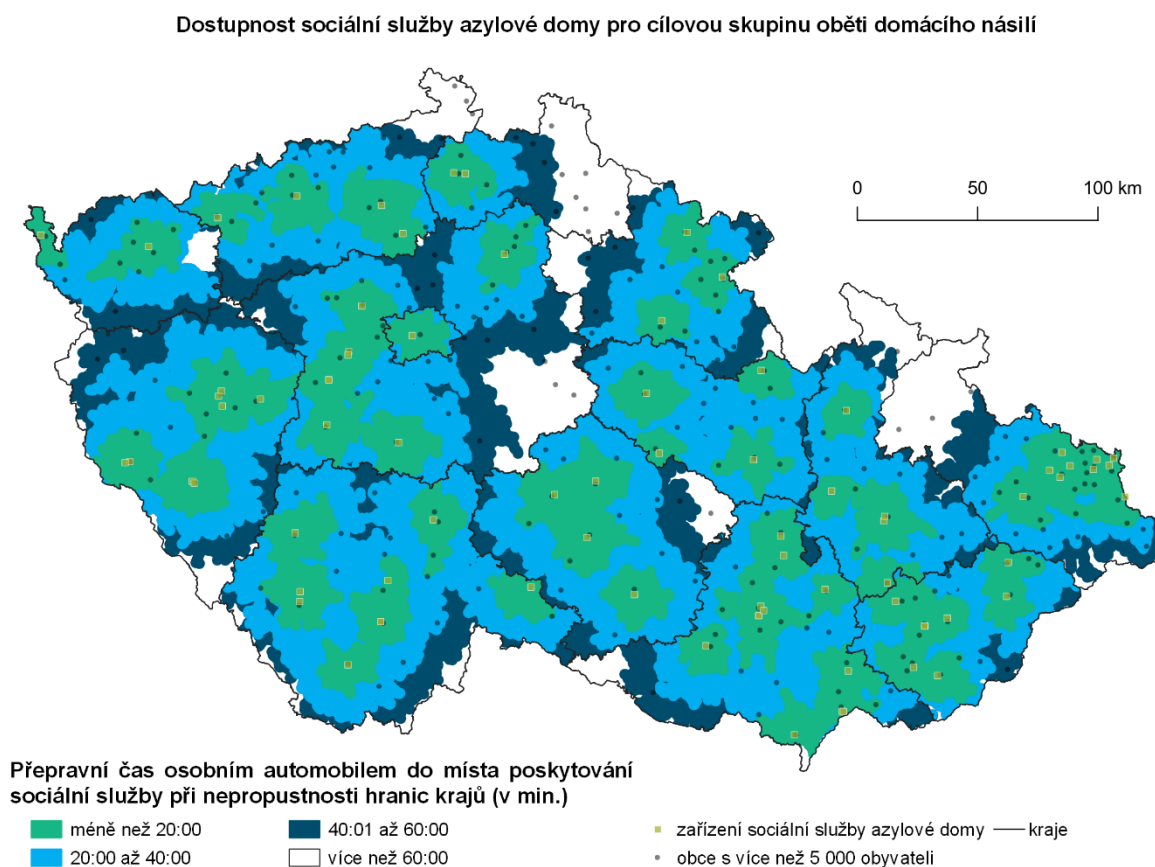 Dostupnost sociální služby azylové domy pro cílovou skupinu oběti domácího násilí
0 50 100 km
Přepravní čas osobním automobilem do místa poskytování
sociální služby při nepropustnosti hranic krajů (v min.)
méně než 20:00
40:01 až 60:00
20:00 až 40:00
více než 60:00
zařízení sociální služby azylové domy
kraje
obce s více než 5 000 obyvateli